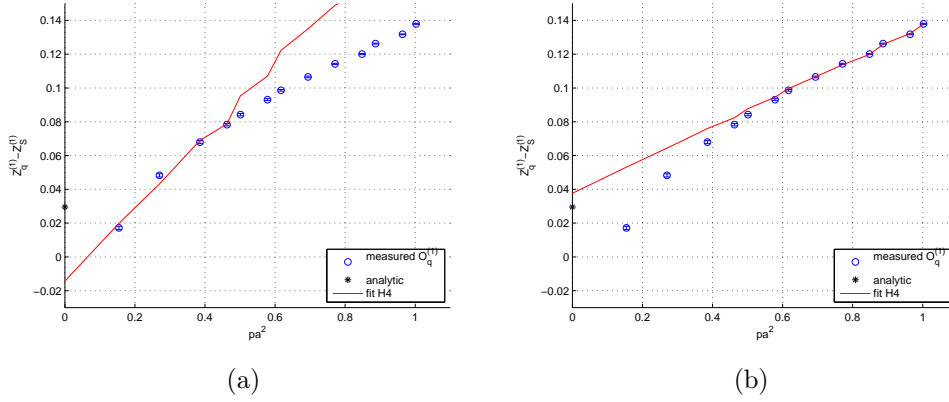 0.14
0.12
0.1
0.08
0.06
0.04
0.02
0
−0.02
Z_q^(1)−Z_S^(1)
0 0.2 0.4 0.6 0.8 1
pa²
measured O_q^(1)
analytic
fit H4
(a)
0.14
0.12
0.1
0.08
0.06
0.04
0.02
0
−0.02
Z_q^(1)−Z_S^(1)
0 0.2 0.4 0.6 0.8 1
pa²
measured O_q^(1)
analytic
fit H4
(b)